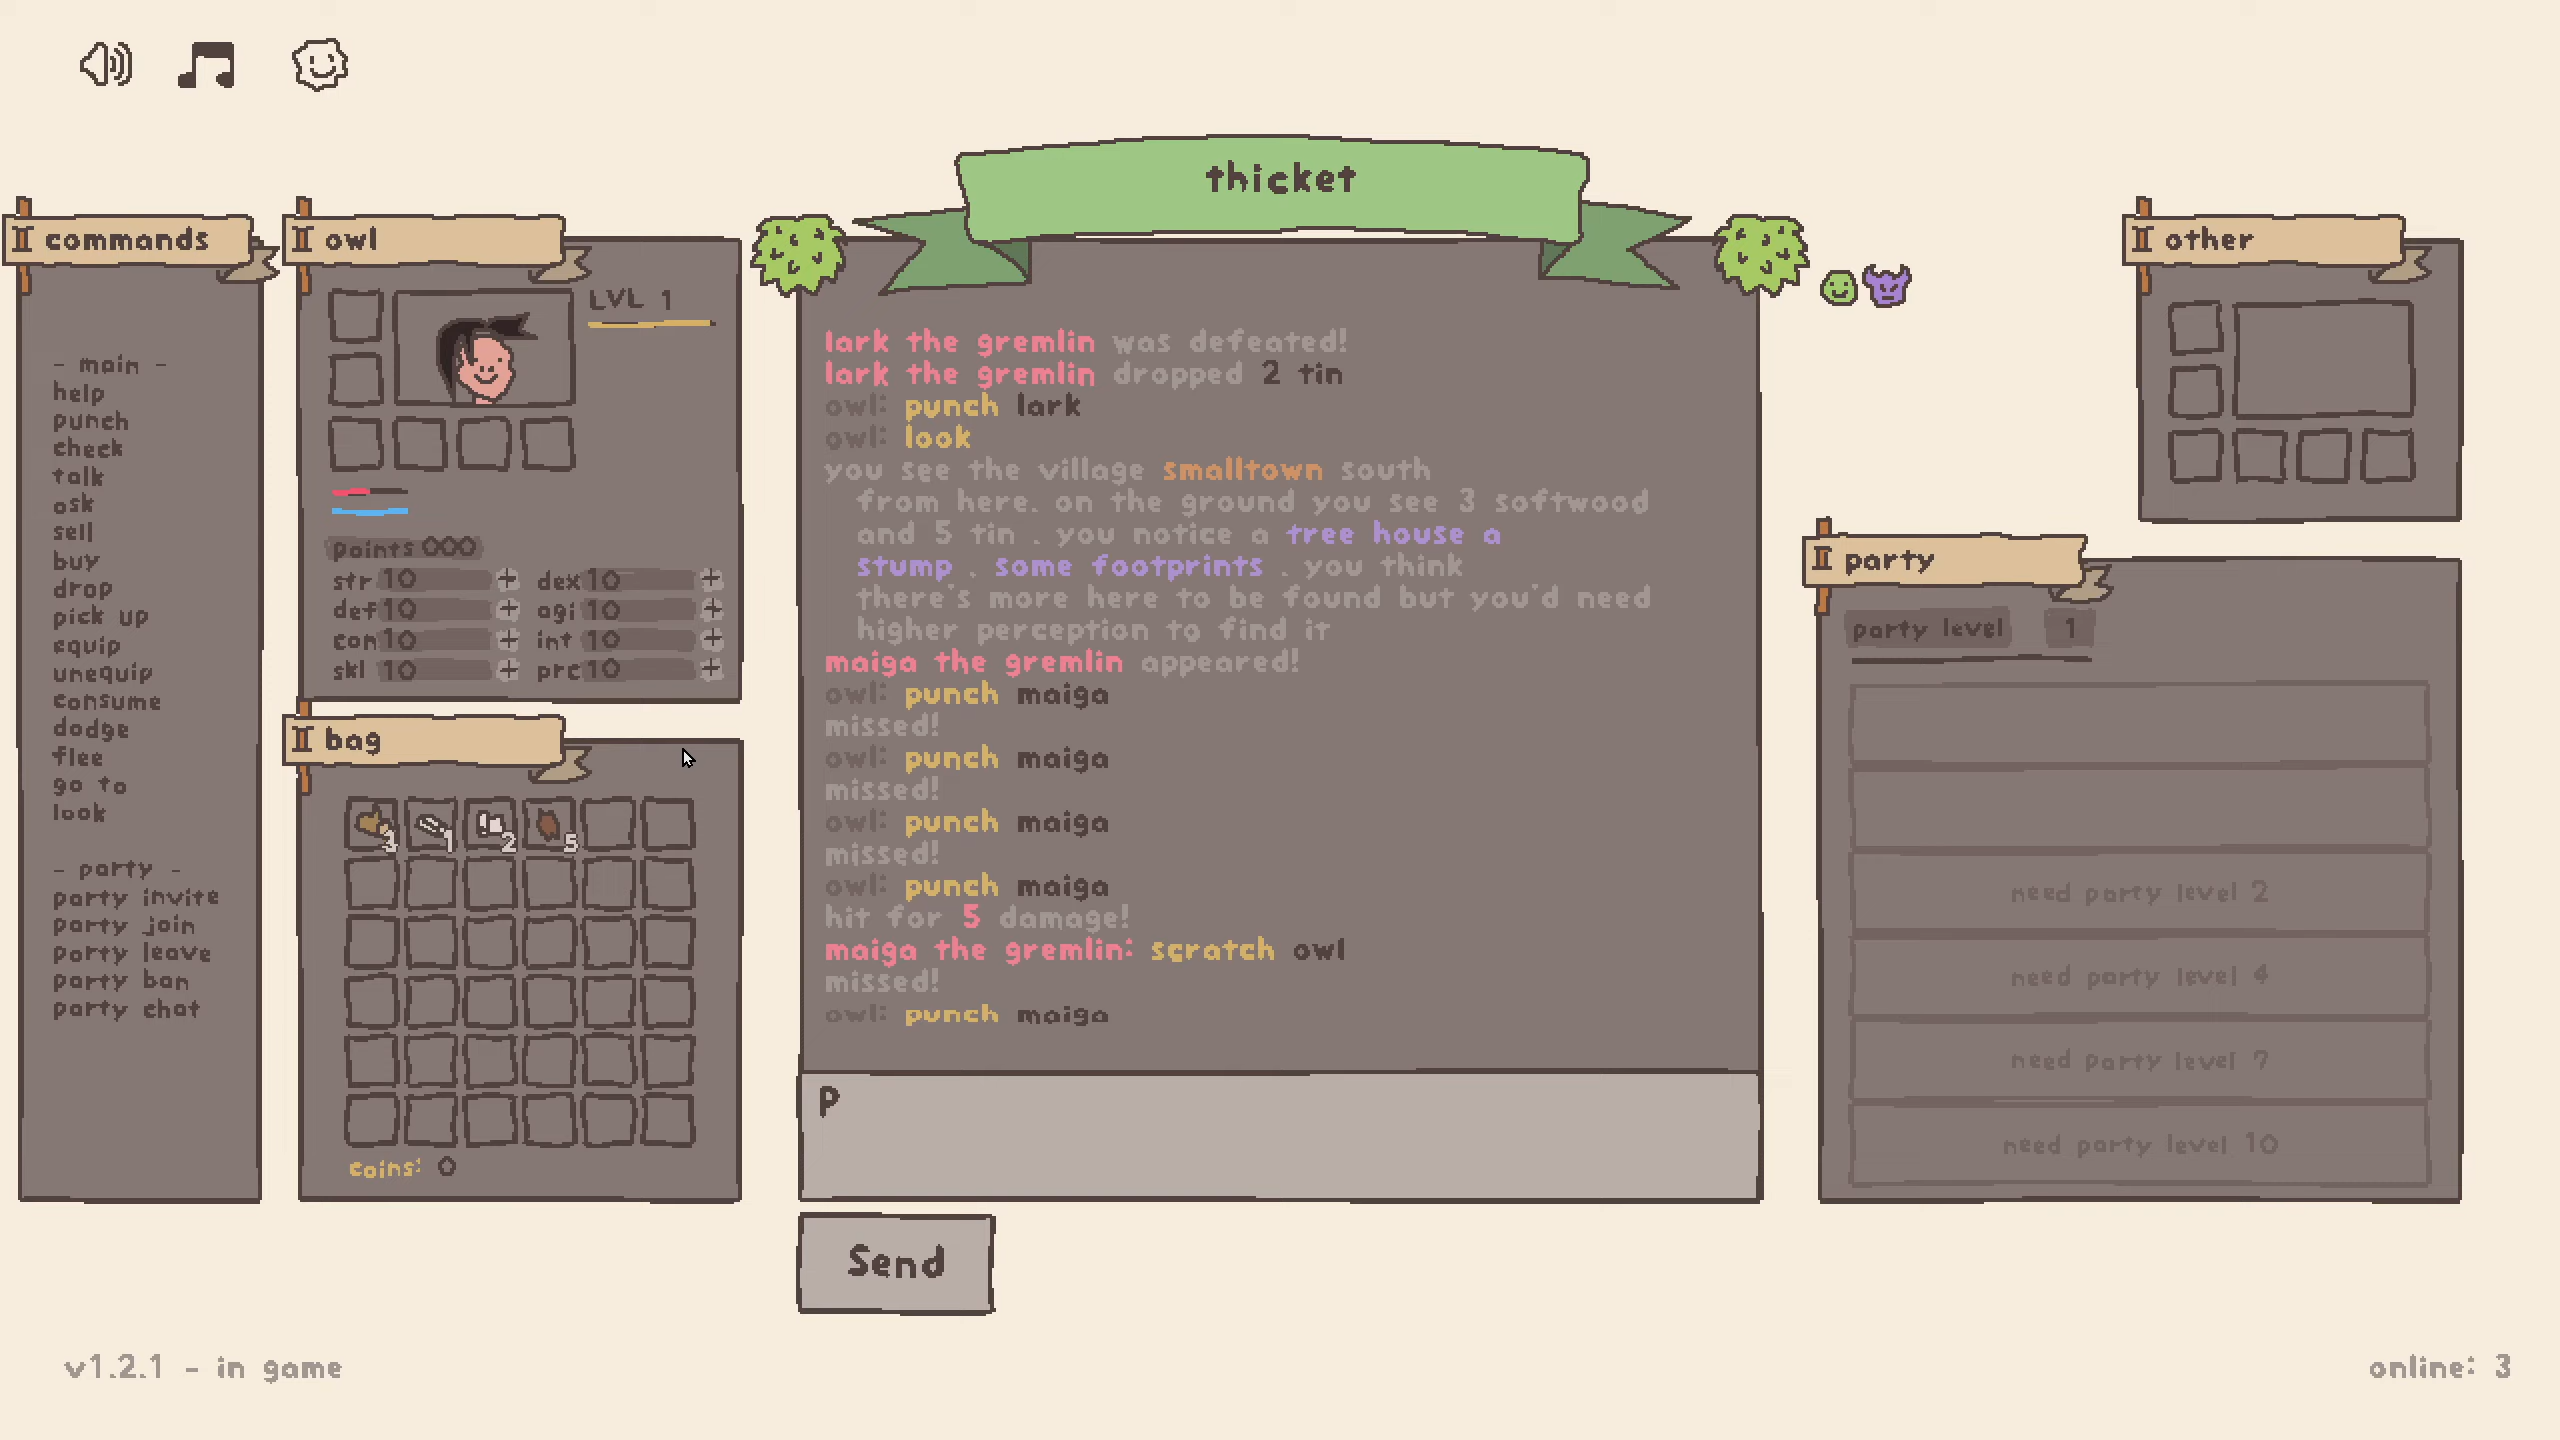 thicket
commands
- main -
help
punch
check
talk
ask
sell
buy
drop
pick up
equip
unequip
consume
dodge
flee
go to
look
- party -
party invite
party join
party leave
party ban
party chat
owl
LVL 1
points 000
str 10 + dex 10 +
def 10 + agi 10 +
con 10 + int 10 +
skl 10 + prc 10 +
bag
1 2 5
coins: 0
lark the gremlin was defeated!
lark the gremlin dropped 2 tin
owl: punch lark
owl: look
you see the village smalltown south
from here. on the ground you see 3 softwood
and 5 tin . you notice a tree house a
stump . some footprints . you think
there's more here to be found but you'd need
higher perception to find it
maiga the gremlin appeared!
owl: punch maiga
missed!
owl: punch maiga
missed!
owl: punch maiga
missed!
owl: punch maiga
hit for 5 damage!
maiga the gremlin: scratch owl
missed!
owl: punch maiga
p
Send
other
party
party level 1
need party level 2
need party level 4
need party level 7
need party level 10
v1.2.1 - in game
online: 3